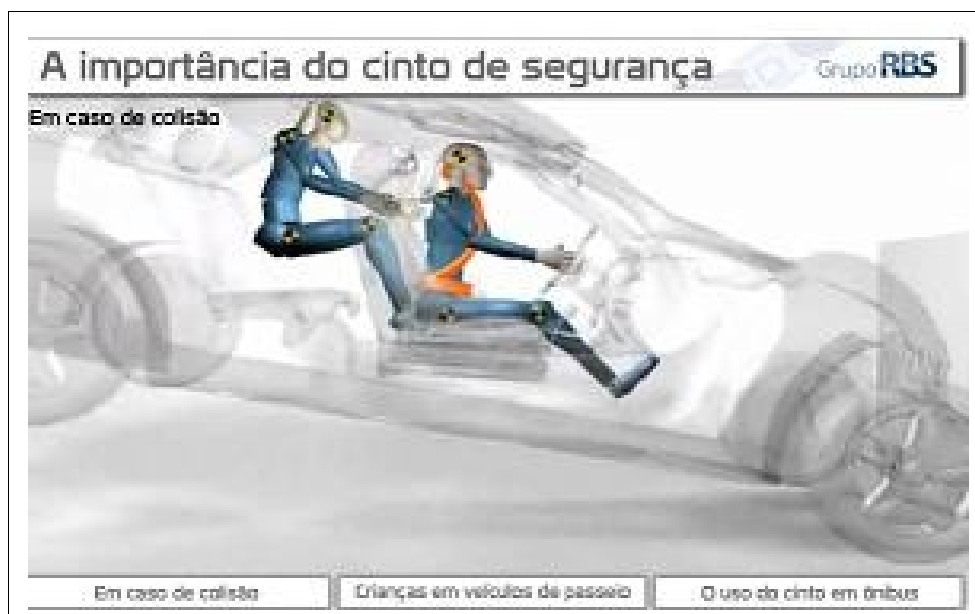 A importância do cinto de segurança
Grupo RBS
Em caso de colisão
Em caso de colisão
Crianças em veículos de passeio
O uso do cinto em ônibus